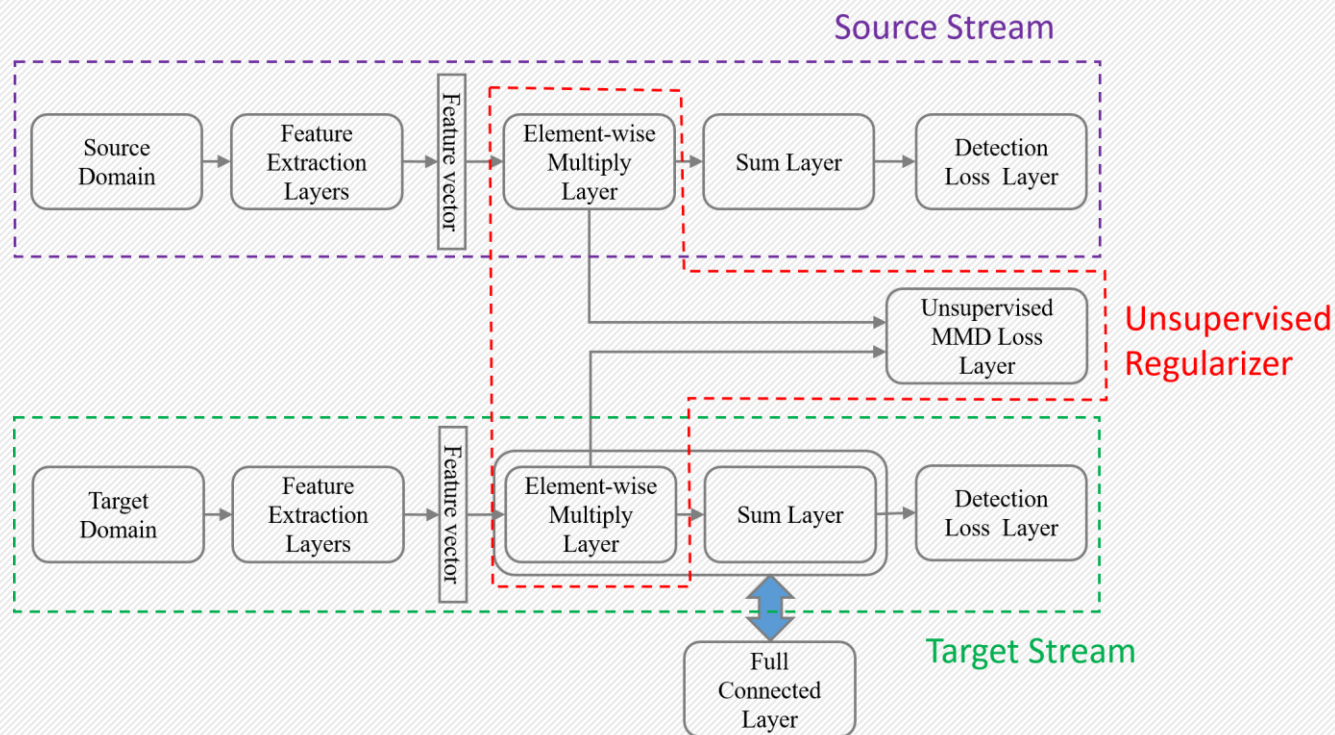 Source Stream
Source
Domain
Feature
Extraction
Layers
Feature vector
Element-wise
Multiply
Layer
Sum Layer
Detection
Loss Layer
Unsupervised
MMD Loss
Layer
Unsupervised
Regularizer
Target
Domain
Feature
Extraction
Layers
Feature vector
Element-wise
Multiply
Layer
Sum Layer
Detection
Loss Layer
Target Stream
Full
Connected
Layer